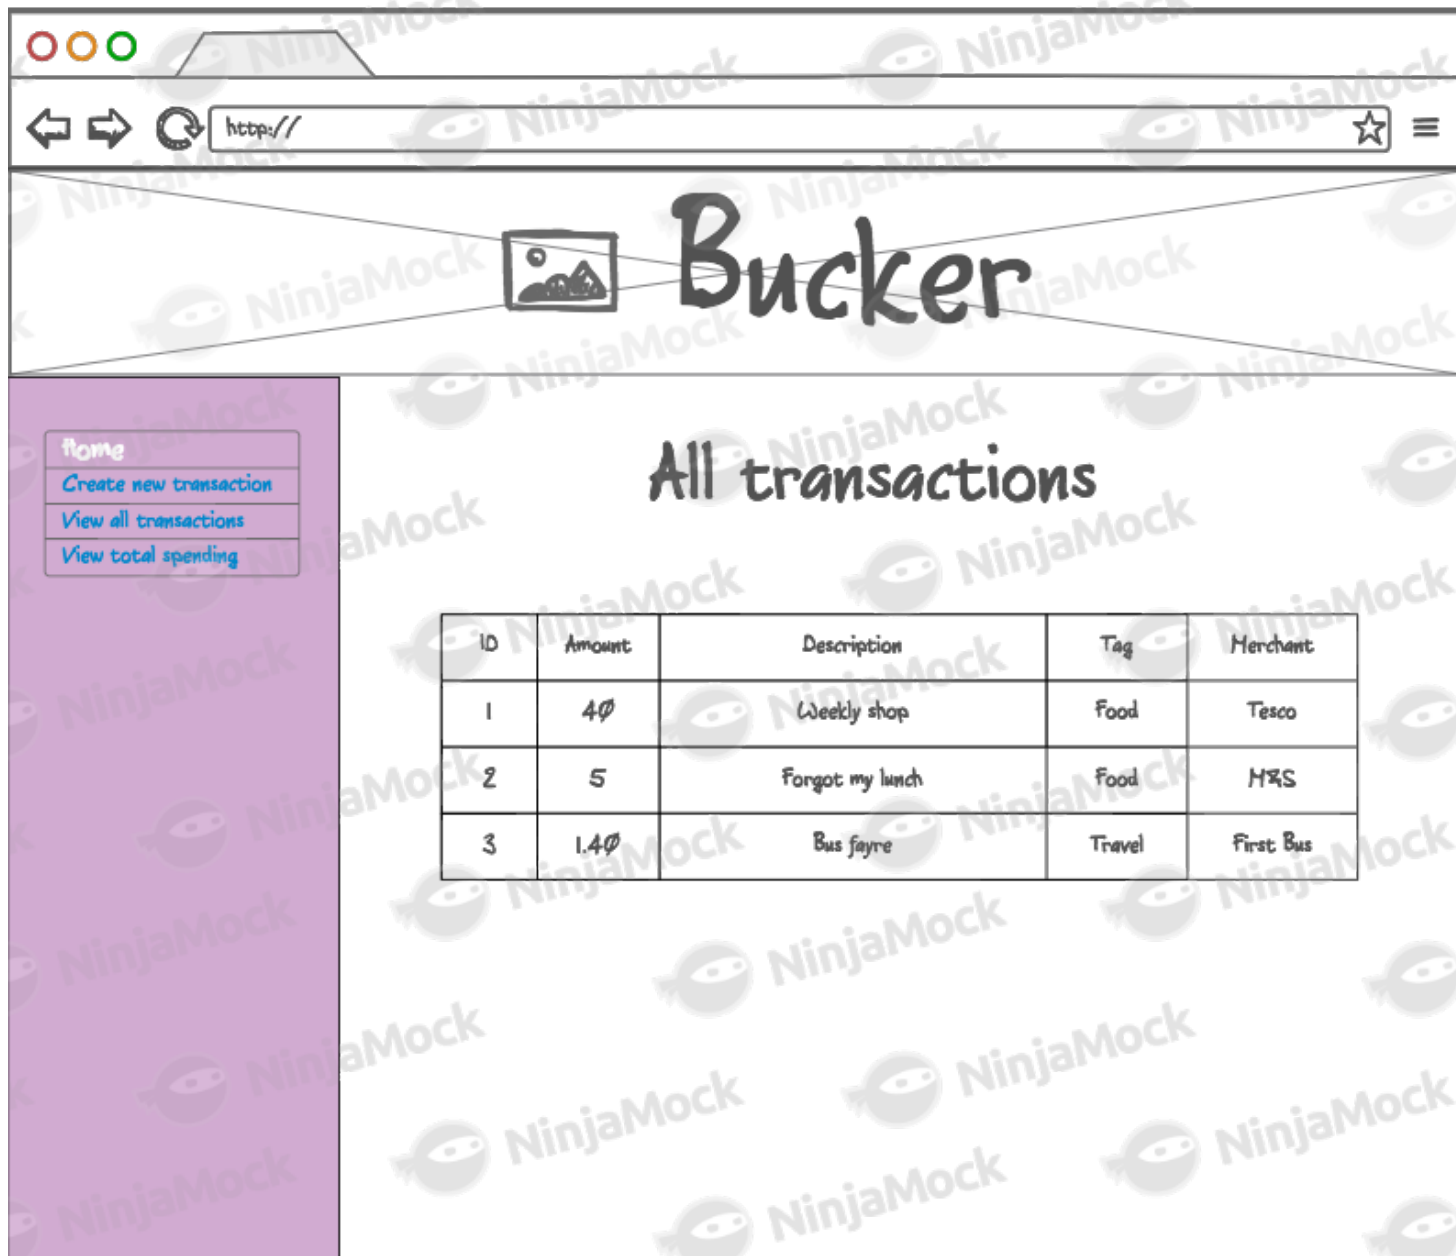 http://
Bucker
Home
Create new transaction
View all transactions
View total spending
All transactions
ID Amount Description Tag Merchant
1 40 Weekly shop Food Tesco
2 5 Forgot my lunch Food M&S
3 1.40 Bus fayre Travel First Bus
NinjaMock